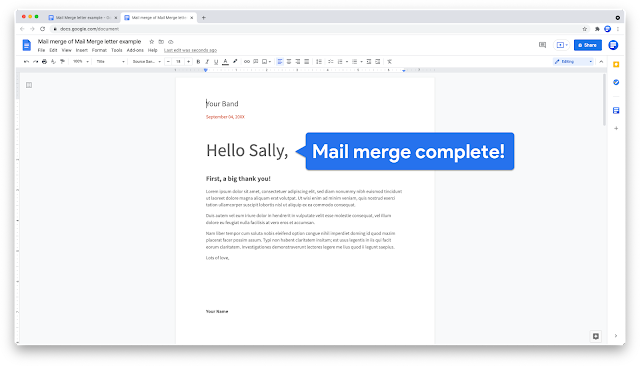 Mail Merge letter example - G
Mail merge of Mail Merge lette
docs.google.com/document
Mail merge of Mail Merge letter example
File Edit View Insert Format Tools Add-ons Help Last edit was seconds ago
Share
100% Title Source San... 18 Editing
Your Band
September 04, 20XX
Hello Sally,
Mail merge complete!
First, a big thank you!
Lorem ipsum dolor sit amet, consectetuer adipiscing elit, sed diam nonummy nibh euismod tincidunt
ut laoreet dolore magna aliquam erat volutpat. Ut wisi enim ad minim veniam, quis nostrud exerci
tation ullamcorper suscipit lobortis nisl ut aliquip ex ea commodo consequat.
Duis autem vel eum iriure dolor in hendrerit in vulputate velit esse molestie consequat, vel illum
dolore eu feugiat nulla facilisis at vero eros et accumsan.
Nam liber tempor cum soluta nobis eleifend option congue nihil imperdiet doming id quod mazim
placerat facer possim assum. Typi non habent claritatem insitam; est usus legentis in iis qui facit
eorum claritatem. Investigationes demonstraverunt lectores legere me lius quod ii legunt saepius.
Lots of love,
Your Name